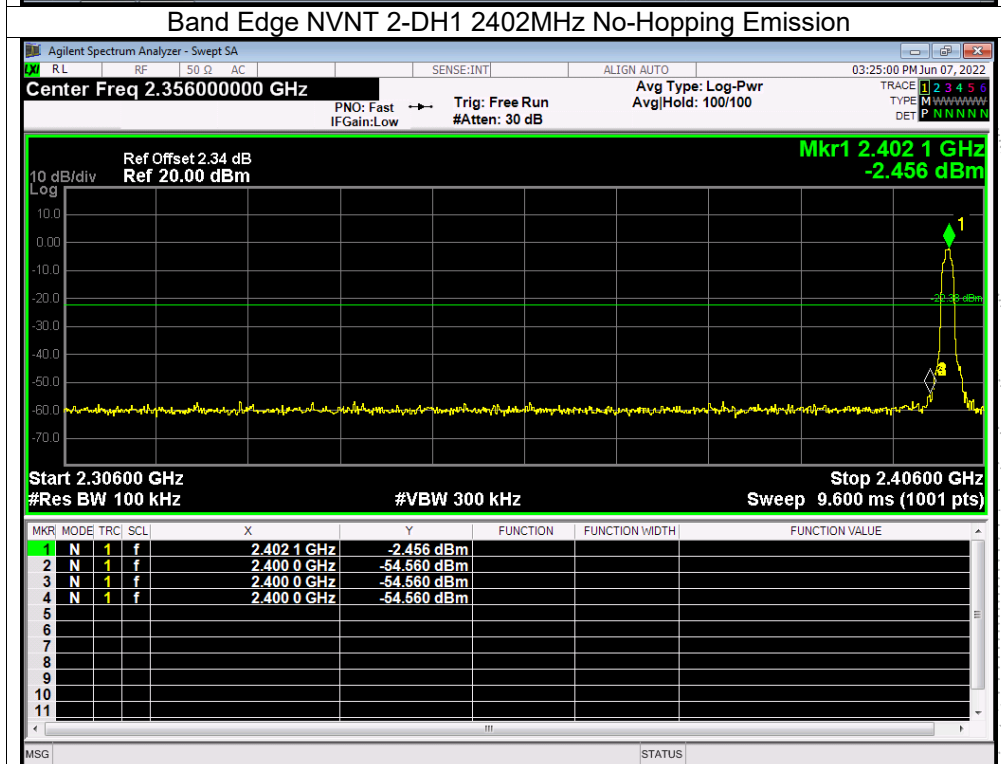 Band Edge NVNT 2-DH1 2402MHz No-Hopping Emission
Agilent Spectrum Analyzer - Swept SA
LXI RL RF 50 Ω AC SENSE:INT ALIGN AUTO 03:25:00 PM Jun 07, 2022
Center Freq 2.356000000 GHz
PNO: Fast
IFGain:Low
Trig: Free Run
#Atten: 30 dB
Avg Type: Log-Pwr
Avg|Hold: 100/100
TRACE 1 2 3 4 5 6
TYPE M WWWWW
DET P N N N N N
Mkr1 2.402 1 GHz
-2.456 dBm
Ref Offset 2.34 dB
10 dB/div Ref 20.00 dBm
Log
10.0
1
0.00
-10.0
-20.0
-22.38 dBm
-30.0
-40.0
-50.0
-60.0
-70.0
Start 2.30600 GHz Stop 2.40600 GHz
#Res BW 100 kHz #VBW 300 kHz Sweep 9.600 ms (1001 pts)
MKR MODE TRC SCL X Y FUNCTION FUNCTION WIDTH FUNCTION VALUE
1 N 1 f 2.402 1 GHz -2.456 dBm
2 N 1 f 2.400 0 GHz -54.560 dBm
3 N 1 f 2.400 0 GHz -54.560 dBm
4 N 1 f 2.400 0 GHz -54.560 dBm
5
6
7
8
9
10
11
MSG STATUS